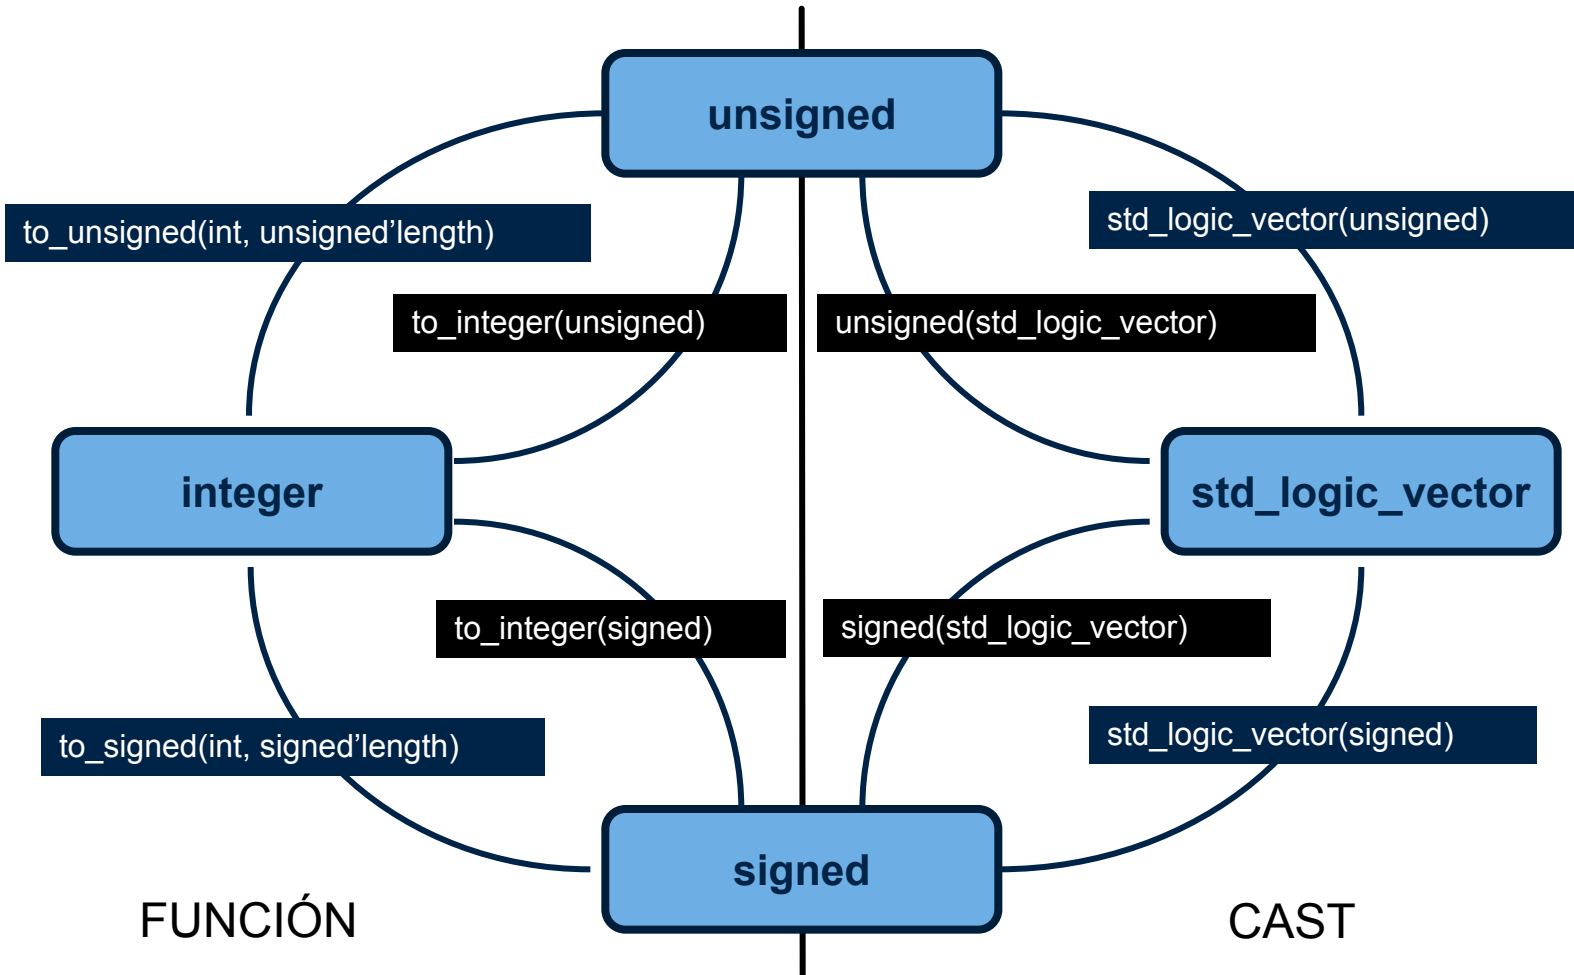 unsigned
to_unsigned(int, unsigned’length)
std_logic_vector(unsigned)
to_integer(unsigned)
unsigned(std_logic_vector)
integer
std_logic_vector
to_integer(signed)
signed(std_logic_vector)
to_signed(int, signed’length)
std_logic_vector(signed)
signed
FUNCIÓN
CAST